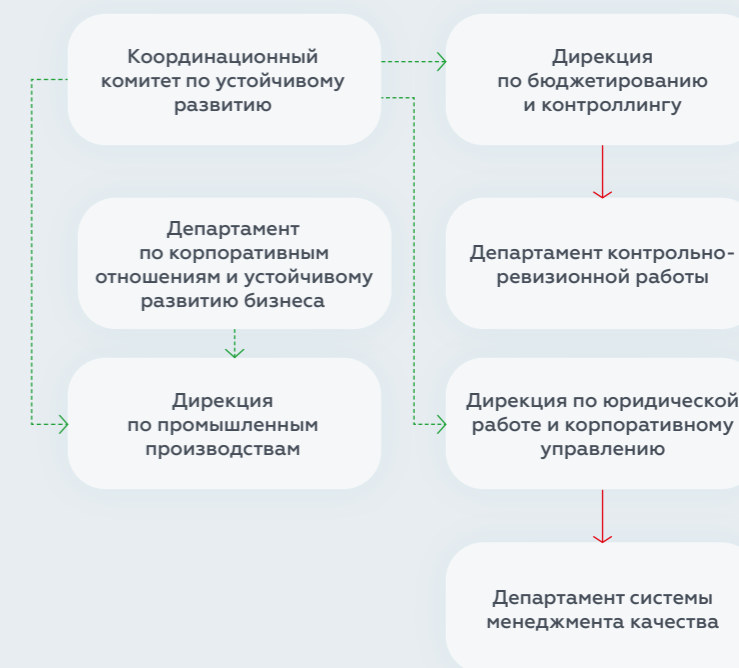 Координационный
комитет по устойчивому
развитию
Дирекция
по бюджетированию
и контроллингу
Департамент
по корпоративным
отношениям и устойчивому
развитию бизнеса
Департамент контрольно-
ревизионной работы
Дирекция
по промышленным
производствам
Дирекция по юридической
работе и корпоративному
управлению
Департамент системы
менеджмента качества